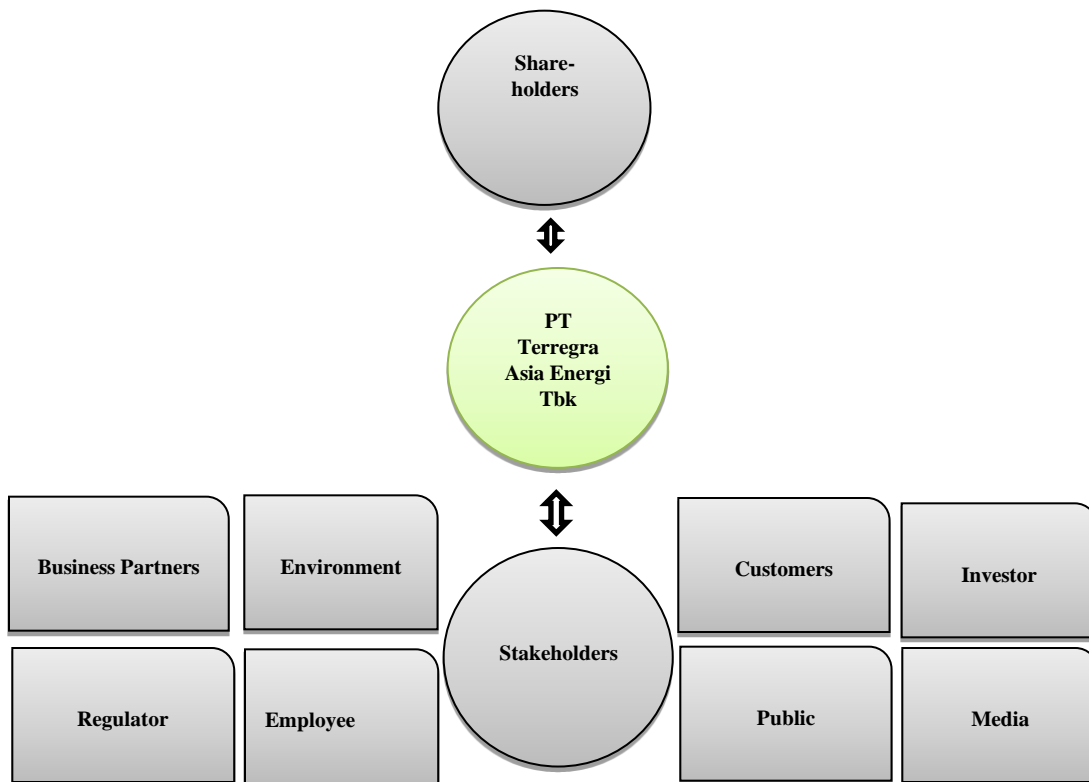 Share-
holders
PT
Terregra
Asia Energi
Tbk
Business Partners
Environment
Customers
Investor
Stakeholders
Regulator
Employee
Public
Media